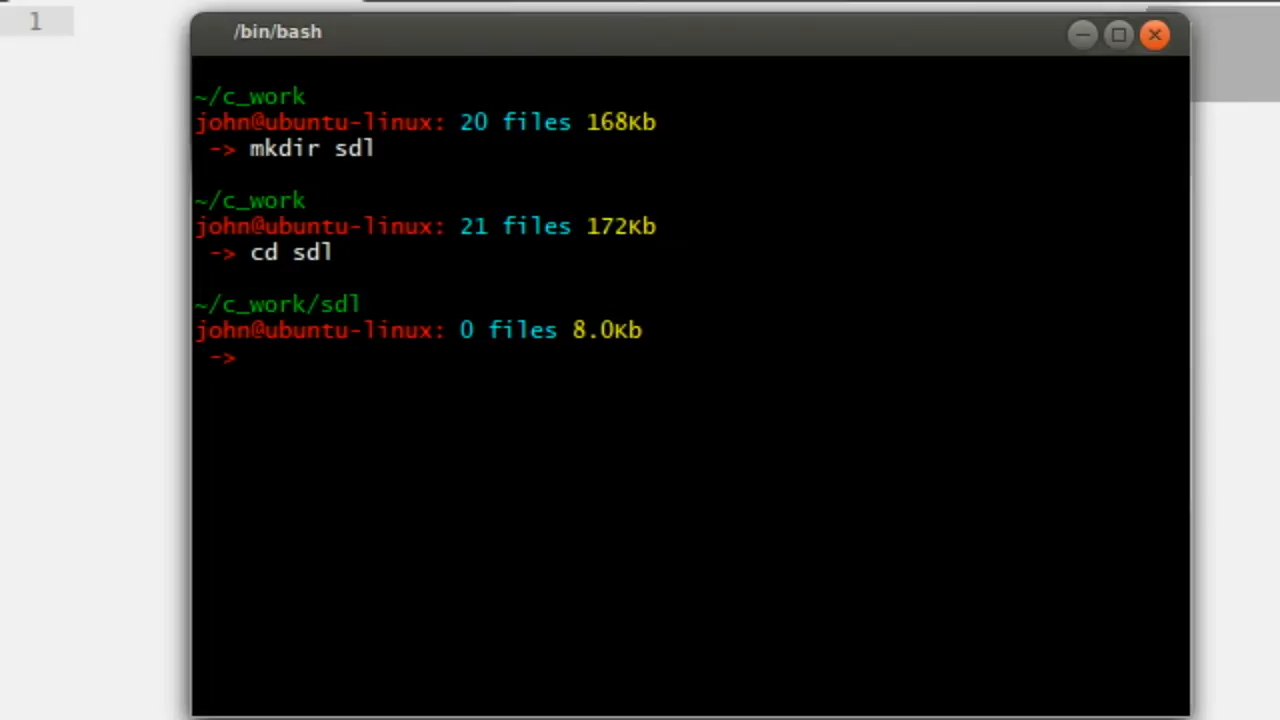 1
/bin/bash
~/c_work
john@ubuntu-linux: 20 files 168Kb
-> mkdir sdl
~/c_work
john@ubuntu-linux: 21 files 172Kb
-> cd sdl
~/c_work/sdl
john@ubuntu-linux: 0 files 8.0Kb
->